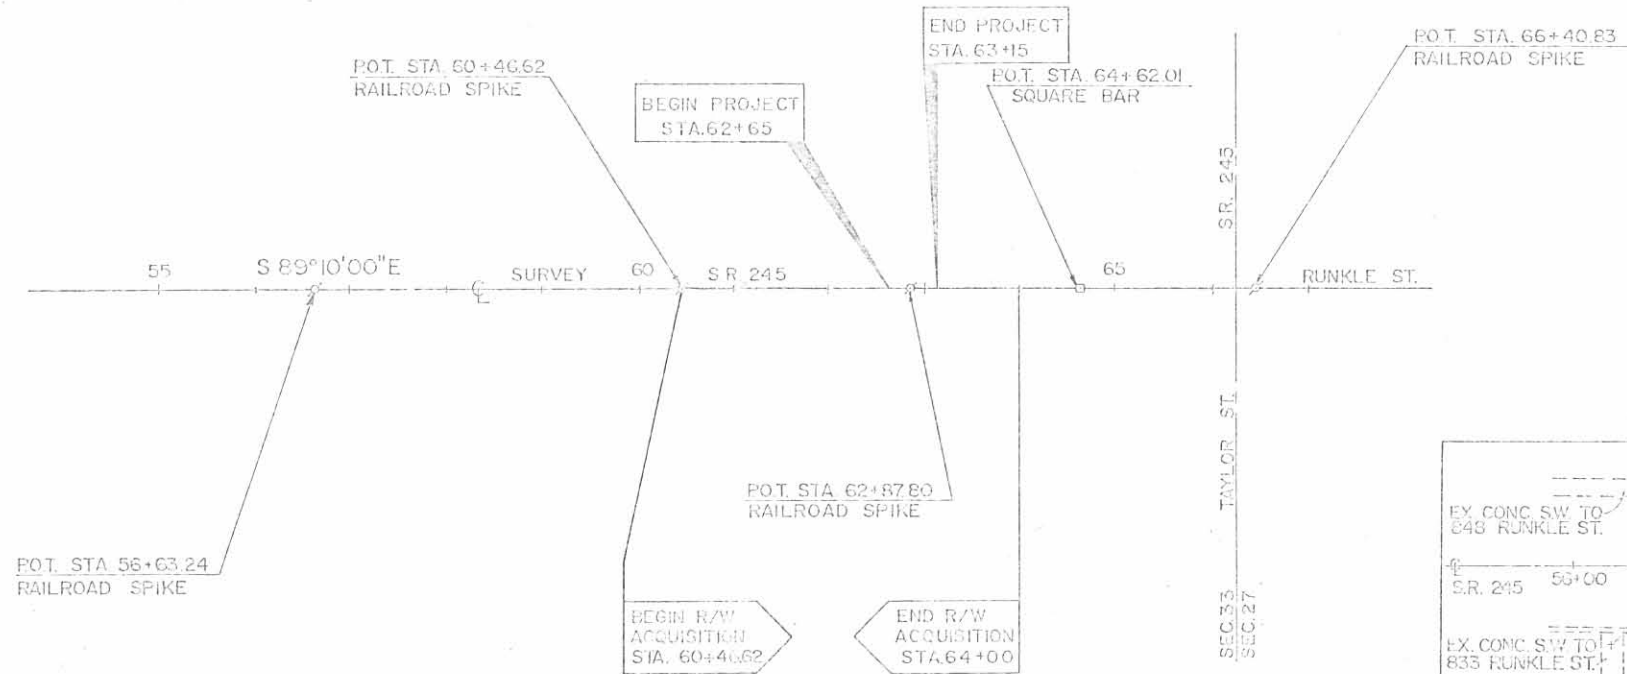 END PROJECT
STA. 63+15
P.O.T. STA. 66+40.83
RAILROAD SPIKE
P.O.T. STA. 60+46.62
RAILROAD SPIKE
P.O.T. STA. 64+62.01
SQUARE BAR
BEGIN PROJECT
STA. 62+65
S.R. 245
55
S 89°10'00"E
℄
SURVEY
60
S.R. 245
65
RUNKLE ST.
TAYLOR ST.
P.O.T. STA. 62+87.80
RAILROAD SPIKE
P.O.T. STA. 56+63.24
RAILROAD SPIKE
BEGIN R/W
ACQUISITION
STA. 60+46.62
END R/W
ACQUISITION
STA. 64+00
SEC. 33
SEC. 27
EX. CONC. S.W. TO
848 RUNKLE ST.
℄
S.R. 245
56+00
EX. CONC. S.W. TO
833 RUNKLE ST.